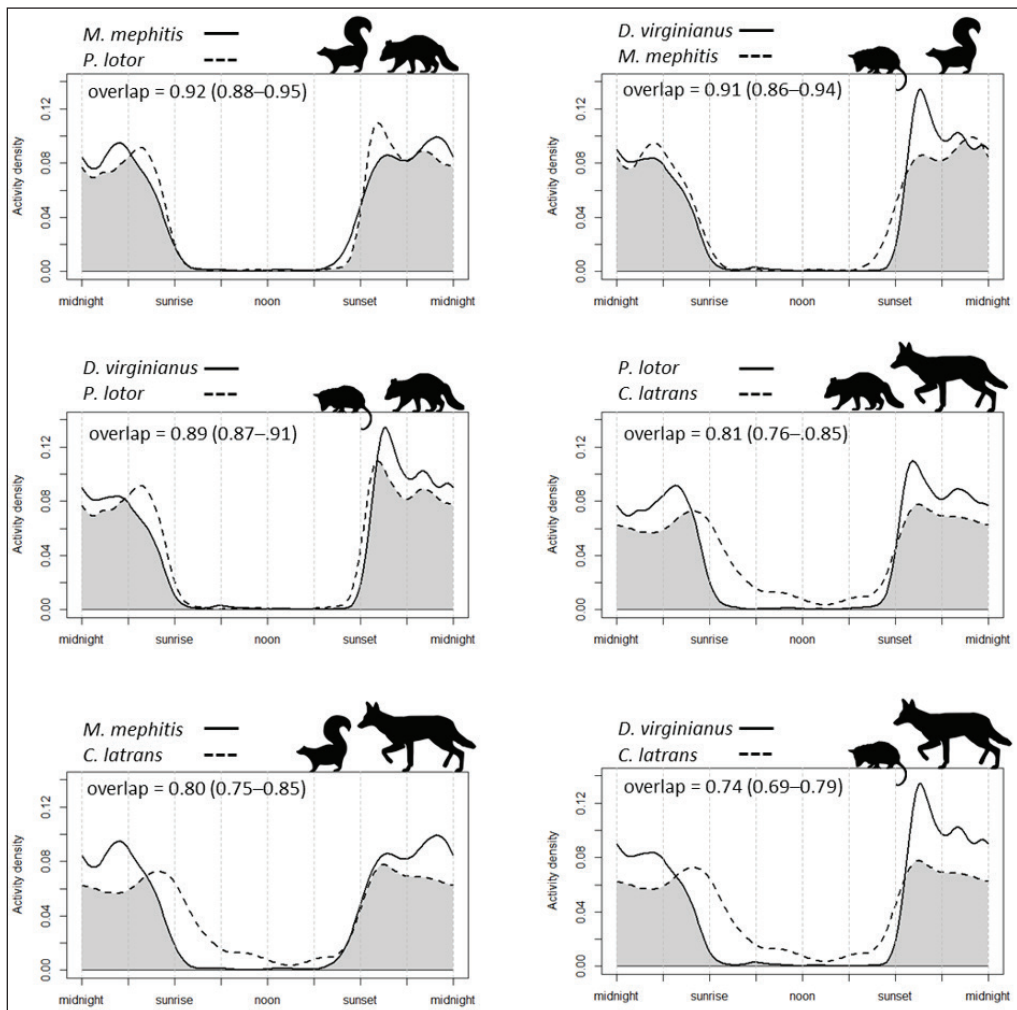 M. mephitis
P. lotor
overlap = 0.92 (0.88–0.95)
Activity density
0.12
0.08
0.04
0.00
midnight sunrise noon sunset midnight
D. virginianus
M. mephitis
overlap = 0.91 (0.86–0.94)
Activity density
0.12
0.08
0.04
0.00
midnight sunrise noon sunset midnight
D. virginianus
P. lotor
overlap = 0.89 (0.87–.91)
Activity density
0.12
0.08
0.04
0.00
midnight sunrise noon sunset midnight
P. lotor
C. latrans
overlap = 0.81 (0.76–.0.85)
Activity density
0.12
0.08
0.04
0.00
midnight sunrise noon sunset midnight
M. mephitis
C. latrans
overlap = 0.80 (0.75–0.85)
Activity density
0.12
0.08
0.04
0.00
midnight sunrise noon sunset midnight
D. virginianus
C. latrans
overlap = 0.74 (0.69–0.79)
Activity density
0.12
0.08
0.04
0.00
midnight sunrise noon sunset midnight